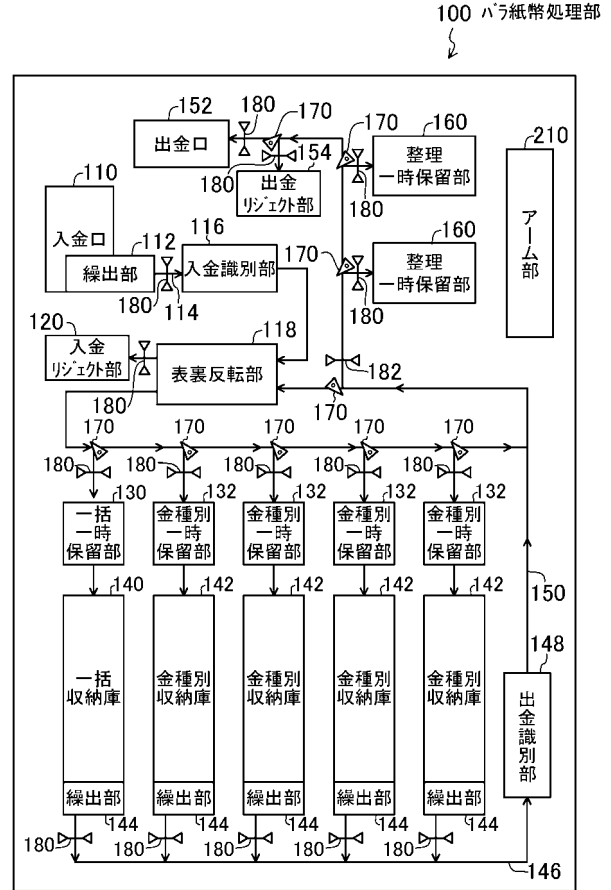 100 バラ紙幣処理部
152
180
170
出金口
180
154
出金
リジェクト部
170
160
整理
一時保留部
180
210
アーム部
110
入金口
112
繰出部
180
114
116
入金識別部
170
160
整理
一時保留部
180
120
入金
リジェクト部
180
118
表裏反転部
182
170
170
170
170
170
170
180
180
180
180
180
130
132
132
132
132
一括
一時
保留部
金種別
一時
保留部
金種別
一時
保留部
金種別
一時
保留部
金種別
一時
保留部
140
142
142
142
142
一括
収納庫
金種別
収納庫
金種別
収納庫
金種別
収納庫
金種別
収納庫
150
148
出金識別部
繰出部
繰出部
繰出部
繰出部
繰出部
144
144
144
144
144
180
180
180
180
180
146